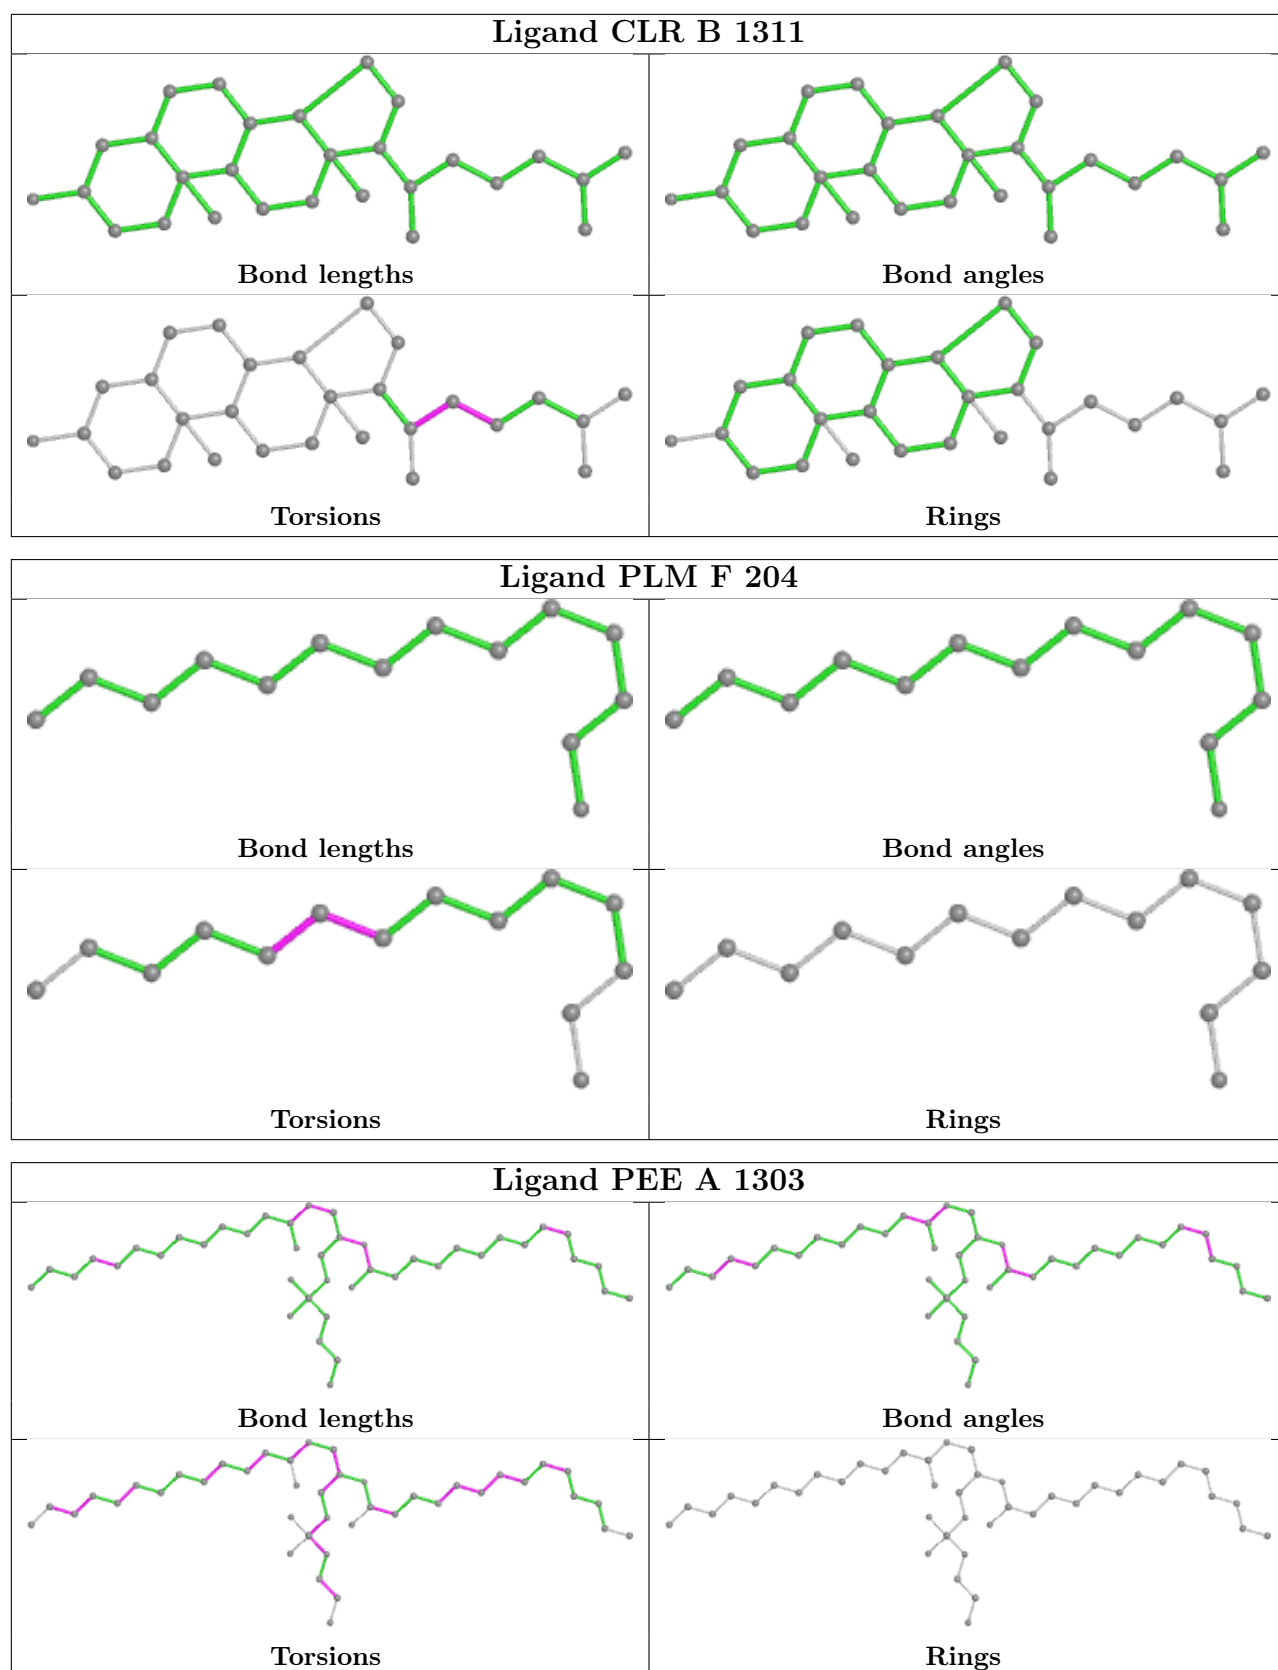 Ligand CLR B 1311
Bond lengths
Bond angles
Torsions
Rings
Ligand PLM F 204
Bond lengths
Bond angles
Torsions
Rings
Ligand PEE A 1303
Bond lengths
Bond angles
Torsions
Rings